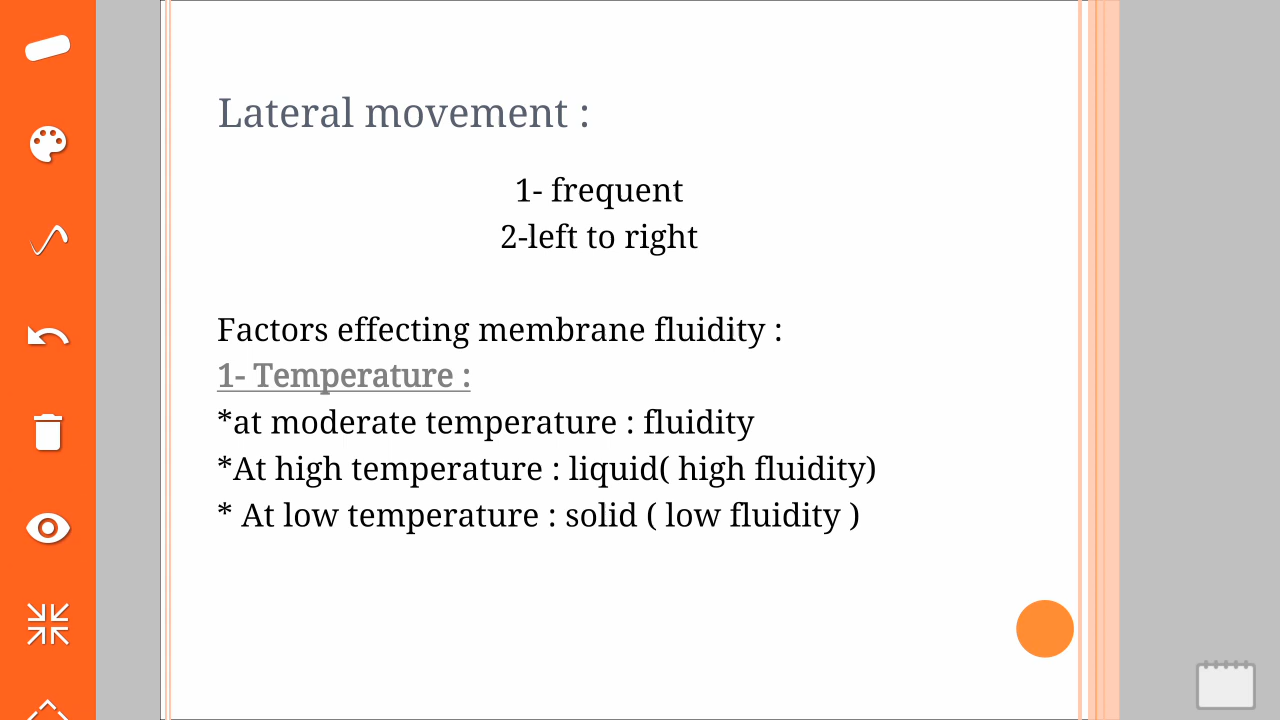 Lateral movement :
1- frequent
2-left to right
Factors effecting membrane fluidity :
1- Temperature :
*at moderate temperature : fluidity
*At high temperature : liquid( high fluidity)
* At low temperature : solid ( low fluidity )